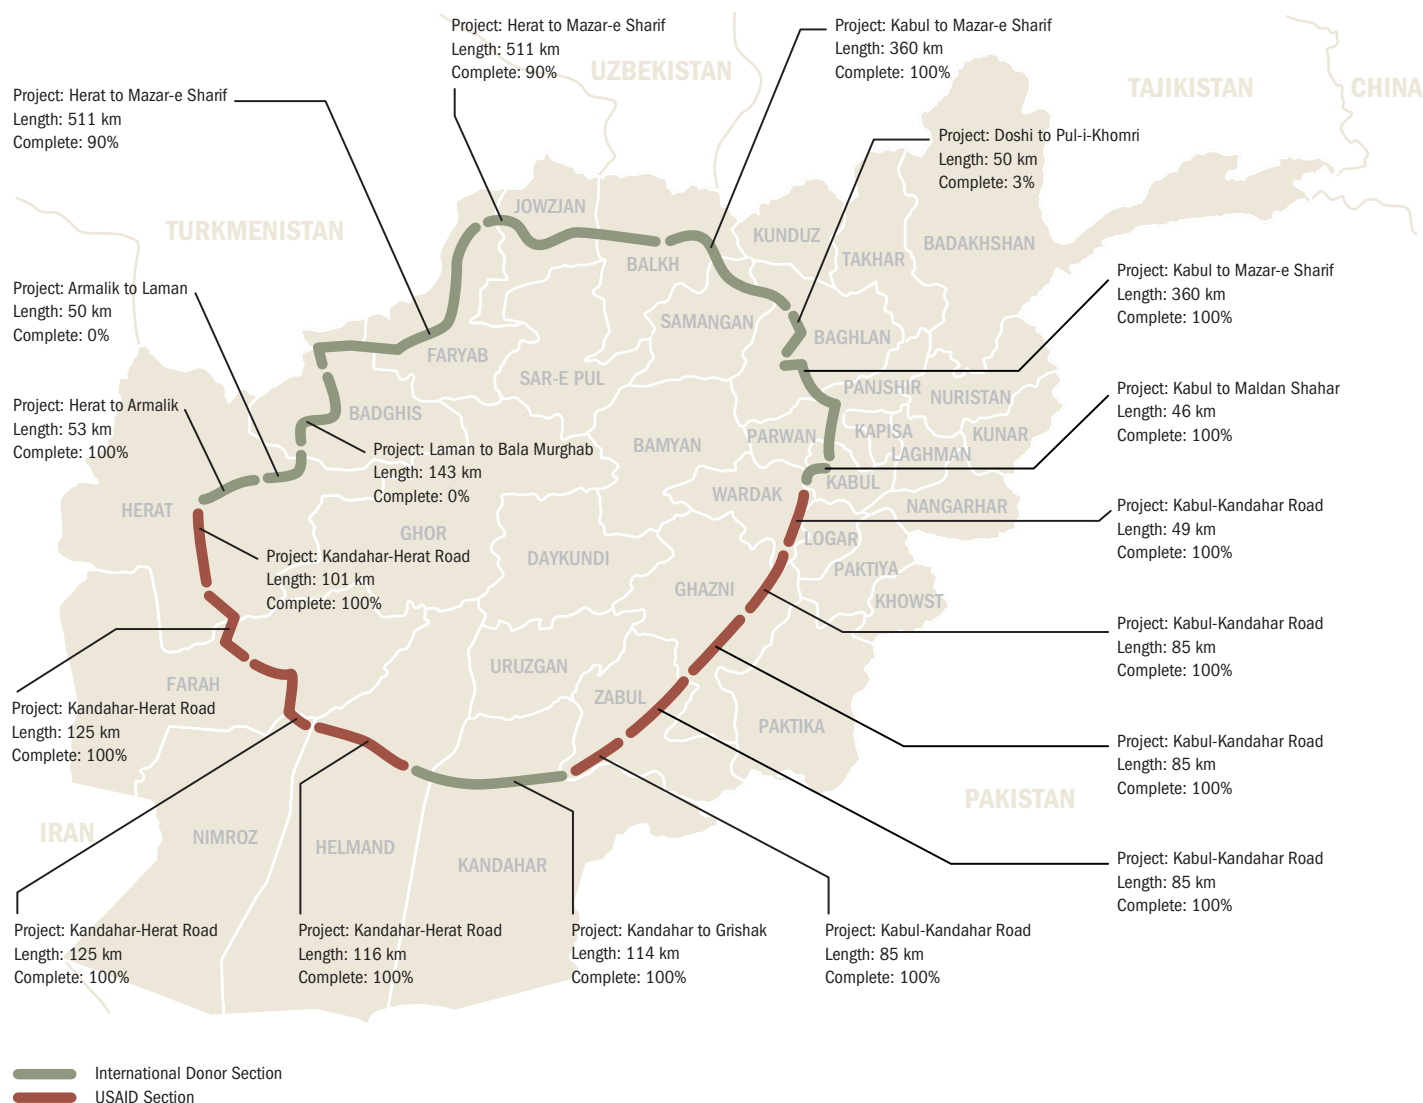 Project: Herat to Mazar-e Sharif
Length: 511 km
Complete: 90%
Project: Kabul to Mazar-e Sharif
Length: 360 km
Complete: 100%
UZBEKISTAN
TAJIKISTAN
CHINA
Project: Herat to Mazar-e Sharif
Length: 511 km
Complete: 90%
Project: Doshi to Pul-i-Khomri
Length: 50 km
Complete: 3%
TURKMENISTAN
JOWZJAN
BALKH
KUNDUZ
TAKHAR
BADAKHSHAN
Project: Armalik to Laman
Length: 50 km
Complete: 0%
Project: Kabul to Mazar-e Sharif
Length: 360 km
Complete: 100%
FARYAB
SAMANGAN
BAGHLAN
SAR-E PUL
PANJSHIR
NURISTAN
Project: Herat to Armalik
Length: 53 km
Complete: 100%
BADGHIS
Project: Kabul to Maldan Shahar
Length: 46 km
Complete: 100%
BAMYAN
PARWAN
KAPISA
KUNAR
LAGHMAN
Project: Laman to Bala Murghab
Length: 143 km
Complete: 0%
HERAT
WARDAK
KABUL
NANGARHAR
Project: Kabul-Kandahar Road
Length: 49 km
Complete: 100%
GHOR
DAYKUNDI
LOGAR
PAKTIYA
Project: Kandahar-Herat Road
Length: 101 km
Complete: 100%
GHAZNI
KHOWST
Project: Kabul-Kandahar Road
Length: 85 km
Complete: 100%
FARAH
URUZGAN
ZABUL
PAKTIKA
Project: Kandahar-Herat Road
Length: 125 km
Complete: 100%
Project: Kabul-Kandahar Road
Length: 85 km
Complete: 100%
PAKISTAN
IRAN
NIMROZ
HELMAND
KANDAHAR
Project: Kabul-Kandahar Road
Length: 85 km
Complete: 100%
Project: Kandahar-Herat Road
Length: 125 km
Complete: 100%
Project: Kandahar-Herat Road
Length: 116 km
Complete: 100%
Project: Kandahar to Grishak
Length: 114 km
Complete: 100%
Project: Kabul-Kandahar Road
Length: 85 km
Complete: 100%
International Donor Section
USAID Section